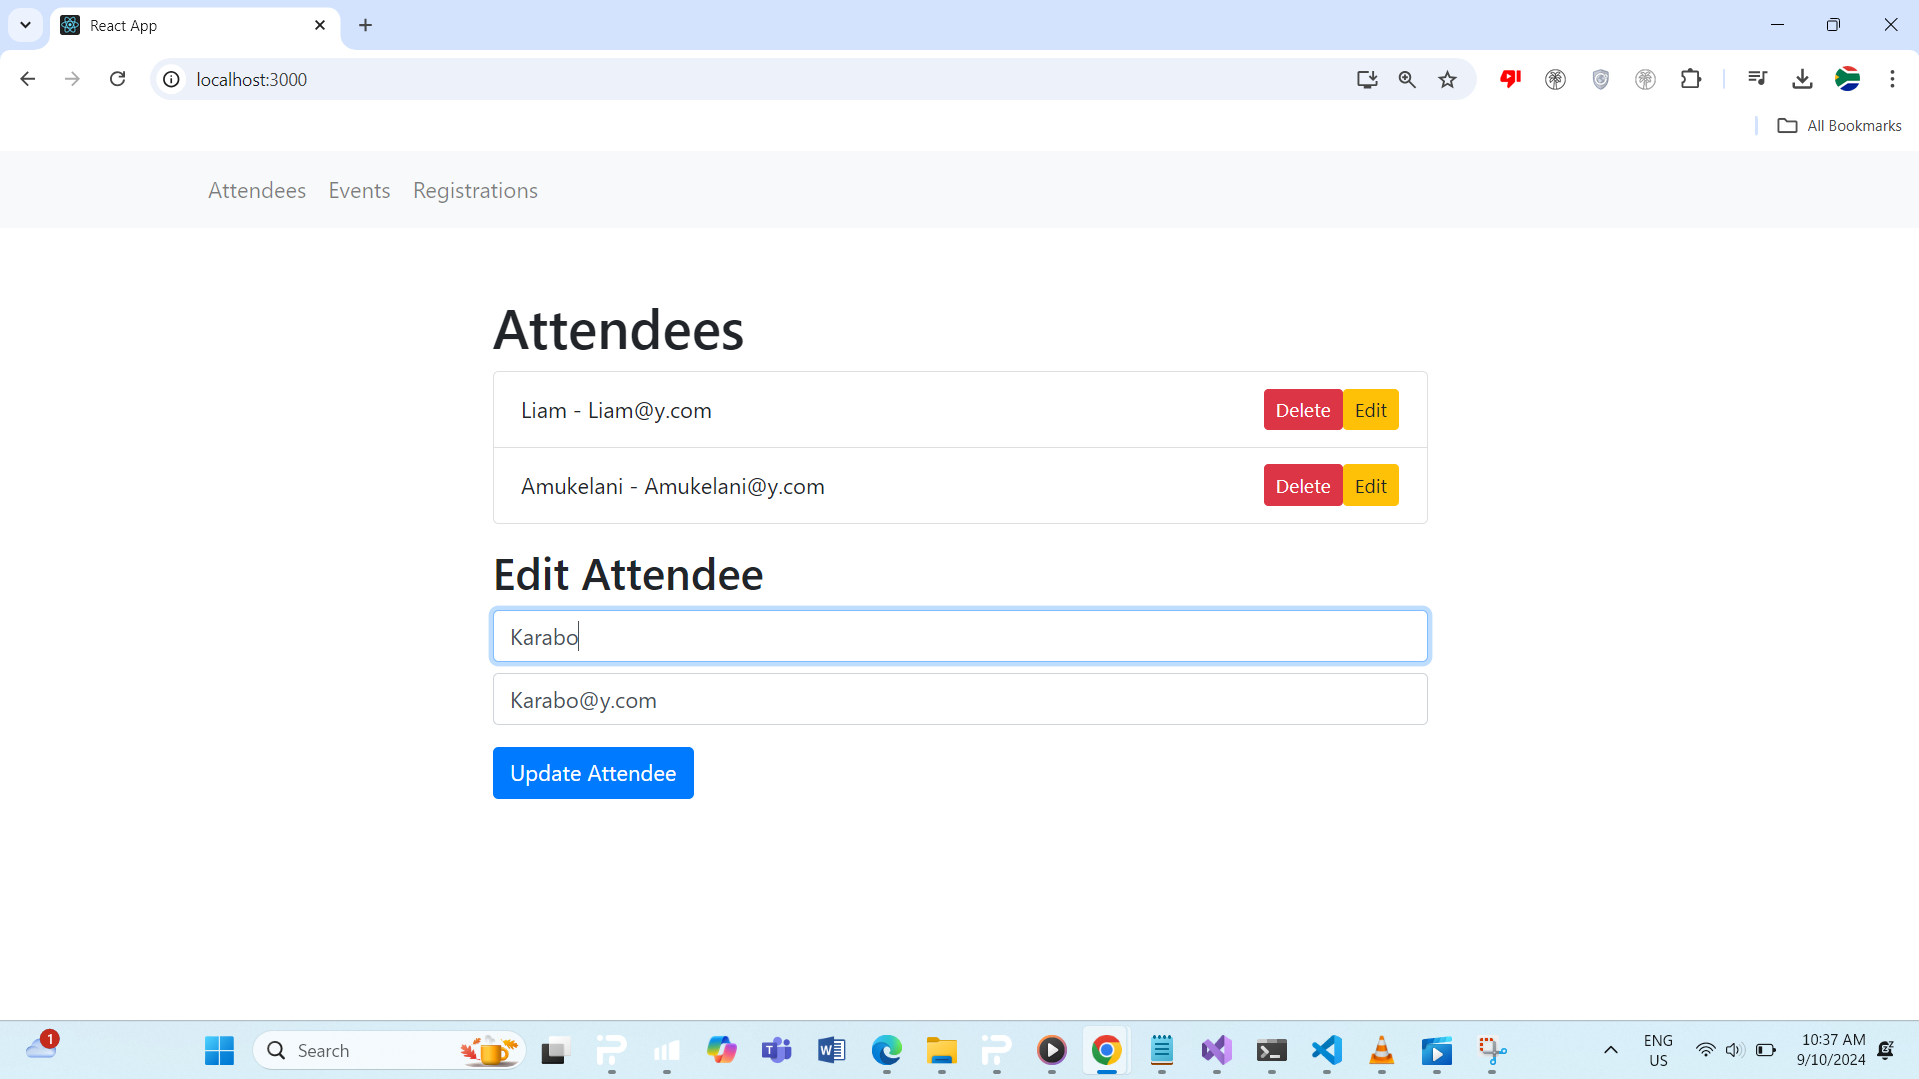 React App
localhost:3000
All Bookmarks
Attendees Events Registrations
Attendees
Liam - Liam@y.com Delete Edit
Amukelani - Amukelani@y.com Delete Edit
Edit Attendee
Karabo
Karabo@y.com
Update Attendee
1
Search
ENG
US
10:37 AM
9/10/2024